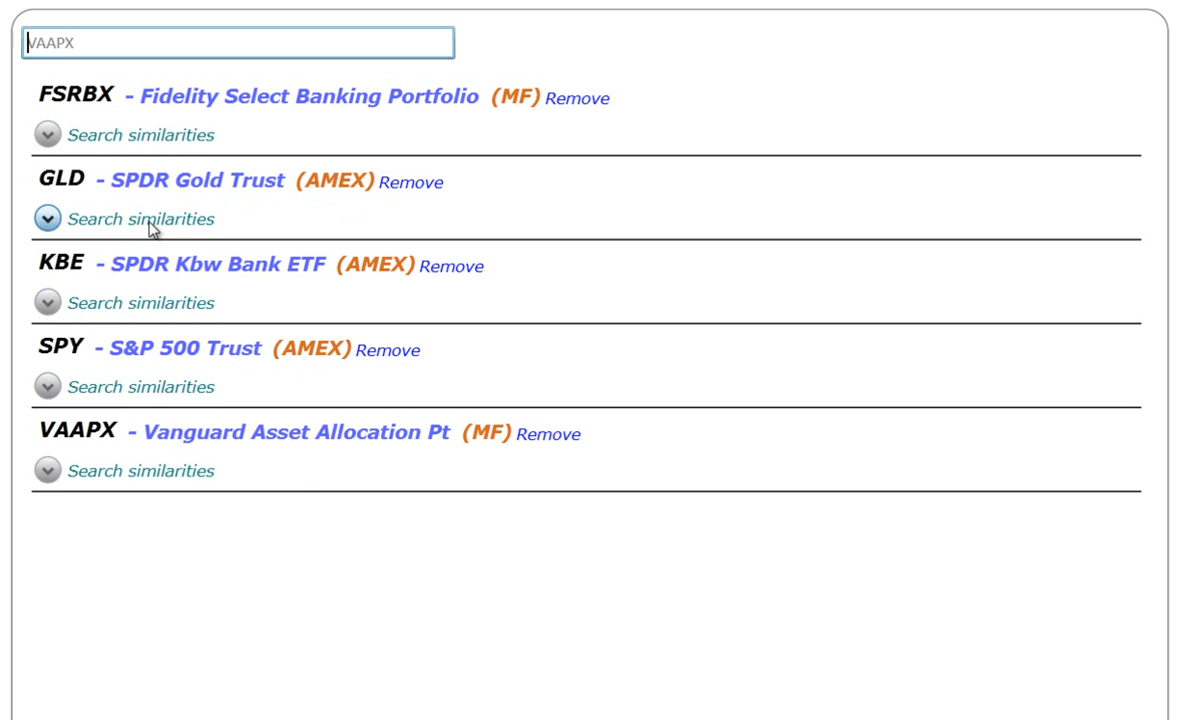 VAAPX
FSRBX - Fidelity Select Banking Portfolio (MF) Remove
Search similarities
GLD - SPDR Gold Trust (AMEX) Remove
Search similarities
KBE - SPDR Kbw Bank ETF (AMEX) Remove
Search similarities
SPY - S&P 500 Trust (AMEX) Remove
Search similarities
VAAPX - Vanguard Asset Allocation Pt (MF) Remove
Search similarities